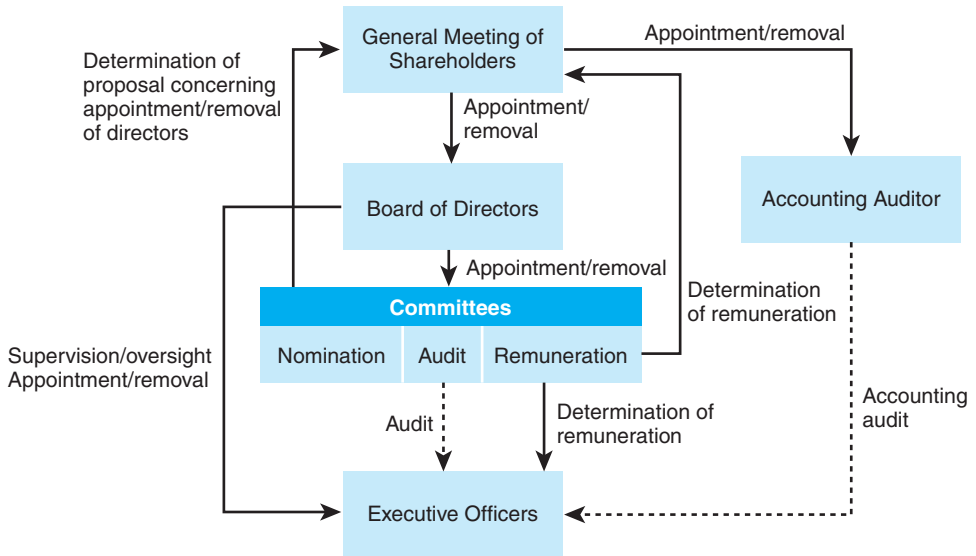 General Meeting of
Shareholders
Appointment/removal
Determination of
proposal concerning
appointment/removal
of directors
Appointment/
removal
Board of Directors
Accounting Auditor
Appointment/removal
Committees
Nomination
Audit
Remuneration
Determination
of remuneration
Supervision/oversight
Appointment/removal
Audit
Determination of
remuneration
Accounting
audit
Executive Officers